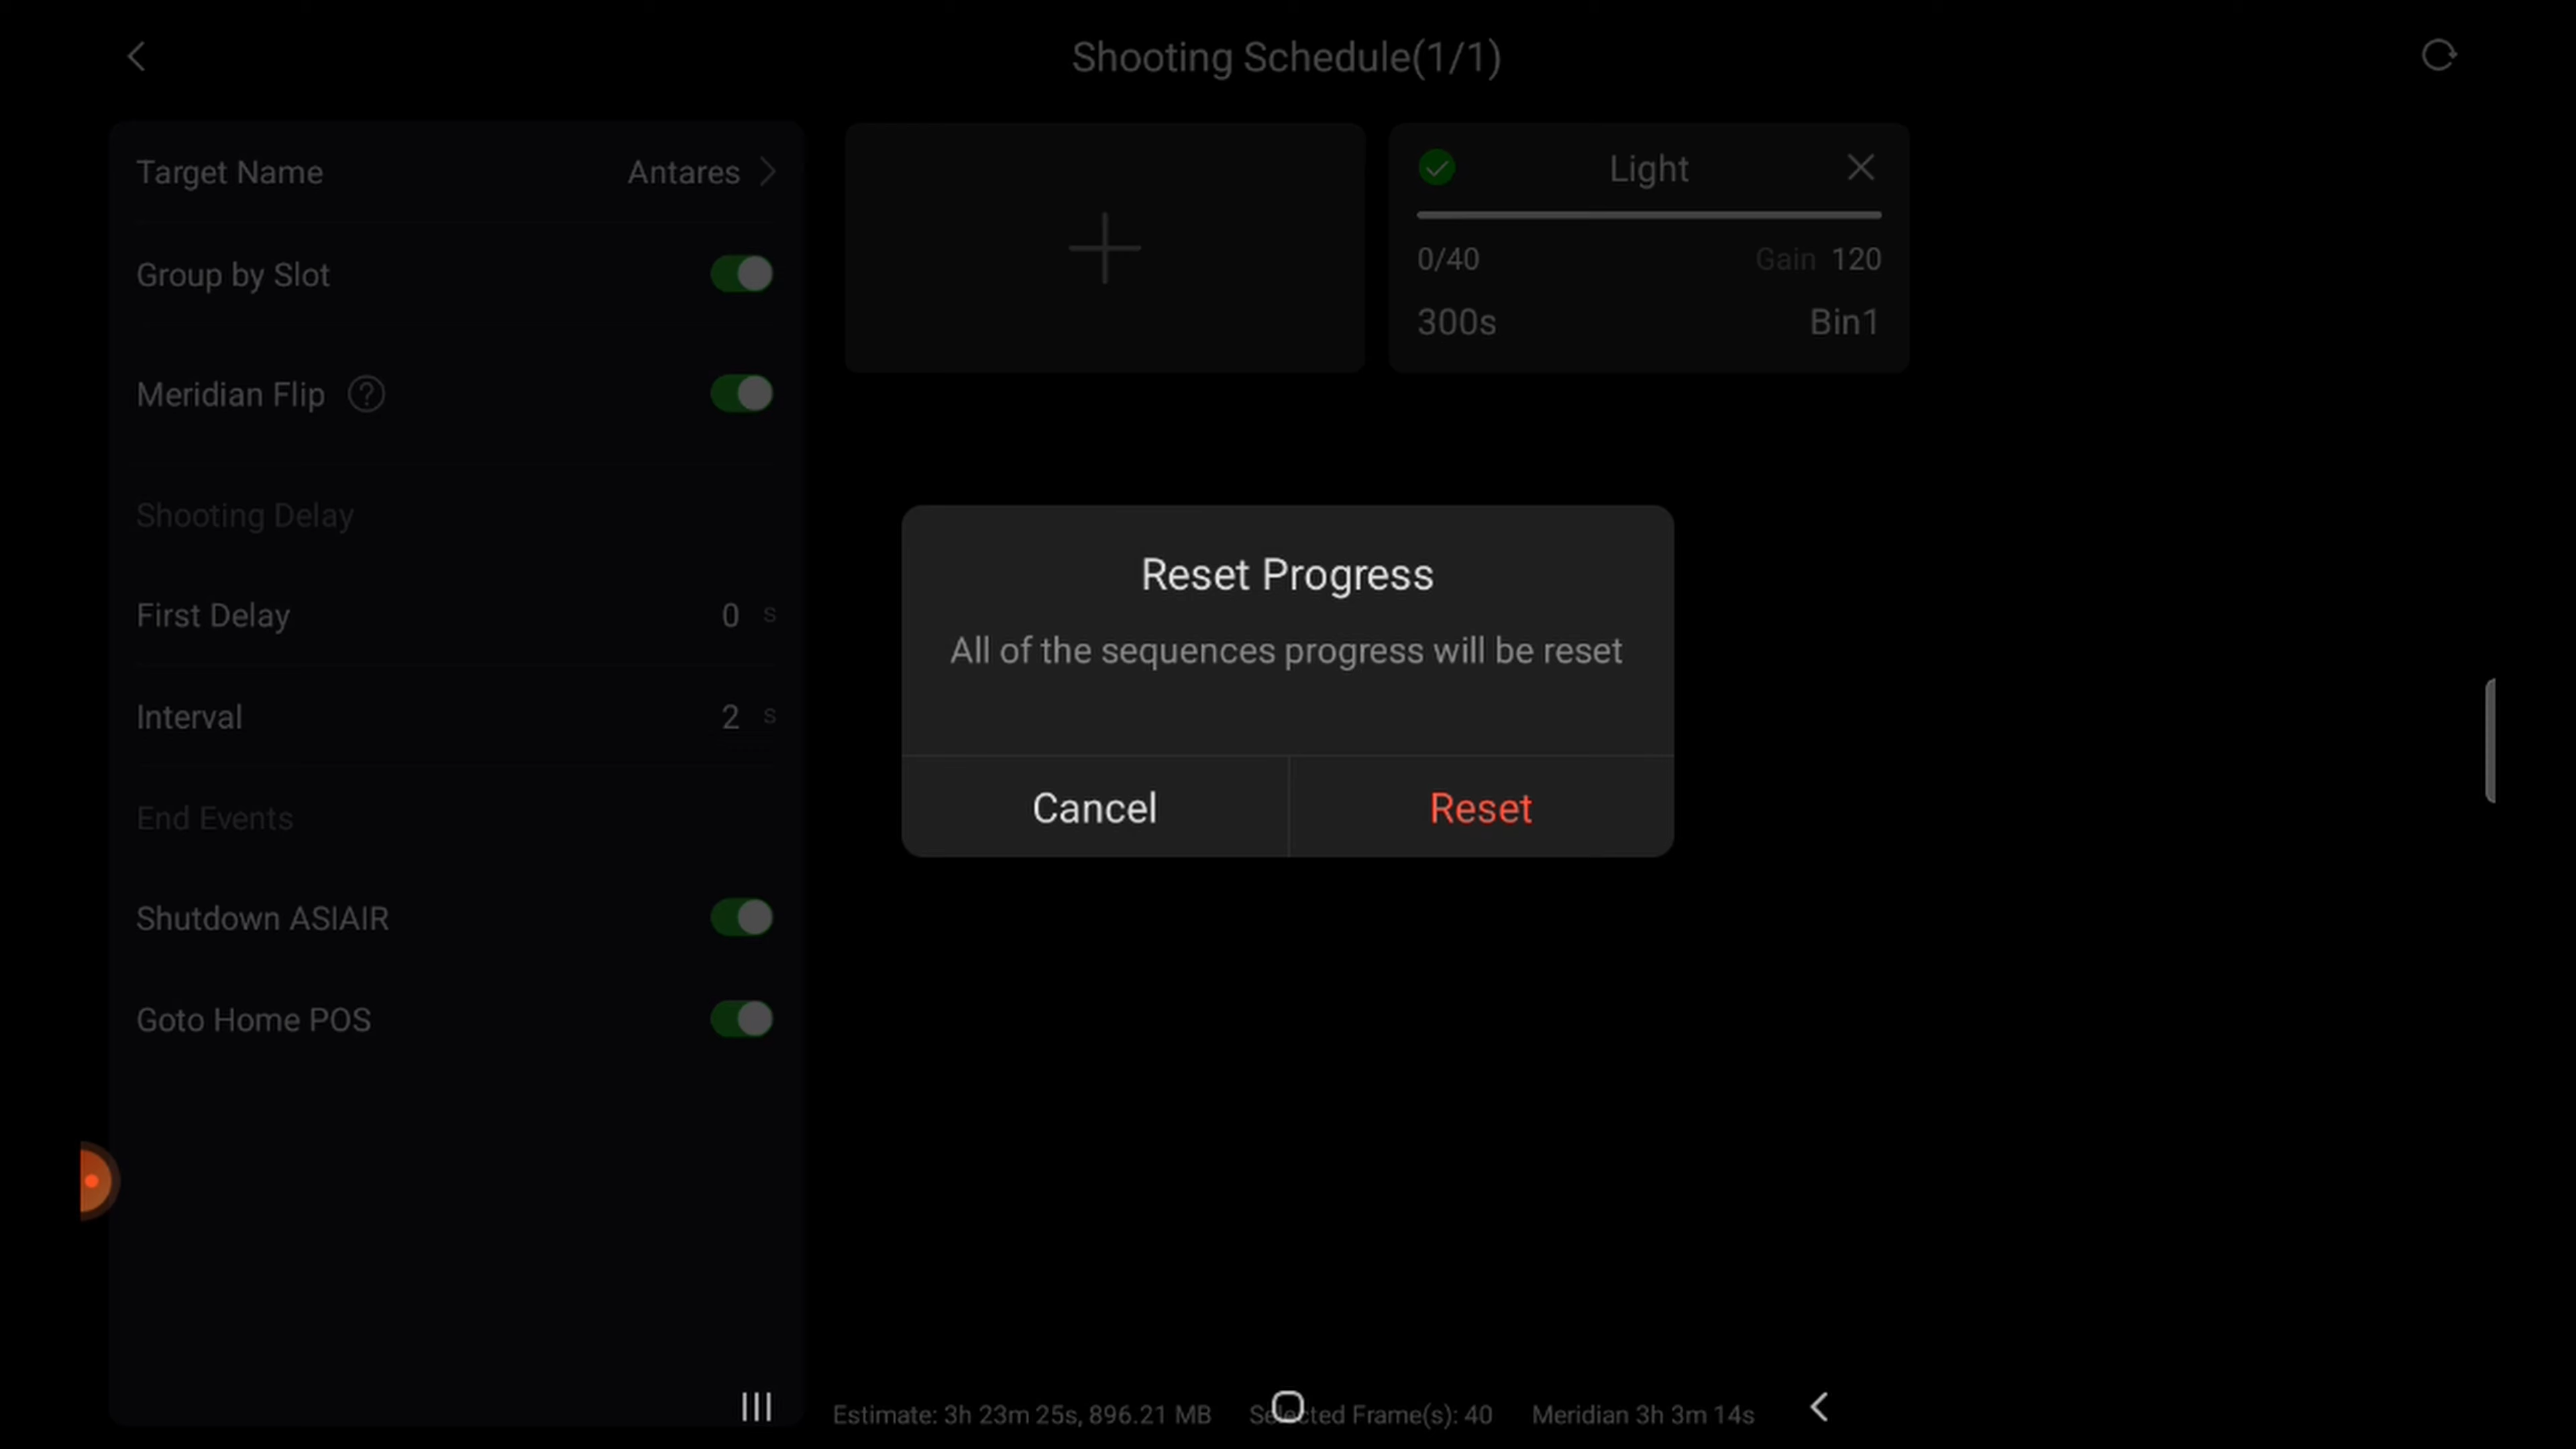 Shooting Schedule(1/1)
Target Name Antares
Group by Slot
Meridian Flip ?
Shooting Delay
First Delay 0 s
Interval 2 s
End Events
Shutdown ASIAIR
Goto Home POS
Light
0/40 Gain 120
300s Bin1
Reset Progress
All of the sequences progress will be reset
Cancel Reset
Estimate: 3h 23m 25s, 896.21 MB Selected Frame(s): 40 Meridian 3h 3m 14s